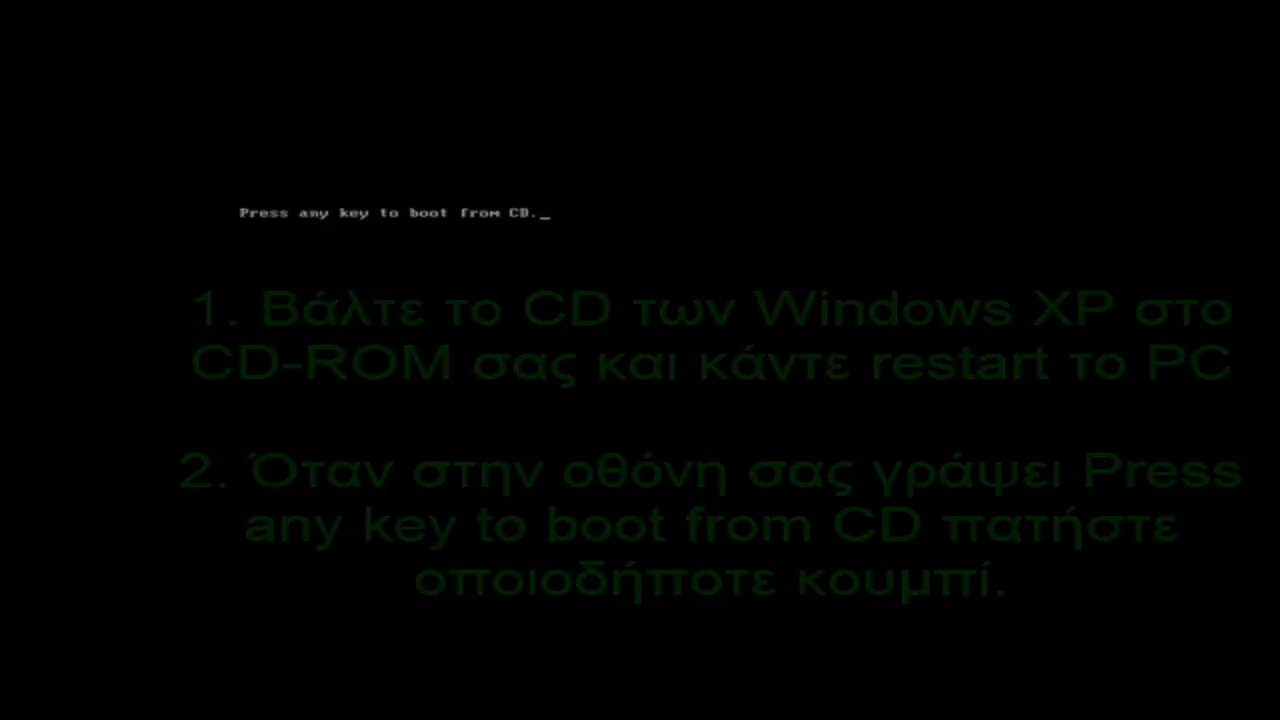 Press any key to boot from CD._
1. Βάλτε το CD των Windows XP στο
CD-ROM σας και κάντε restart το PC
2. Όταν στην οθόνη σας γράψει Press
any key to boot from CD πατήστε
οποιοδήποτε κουμπί.